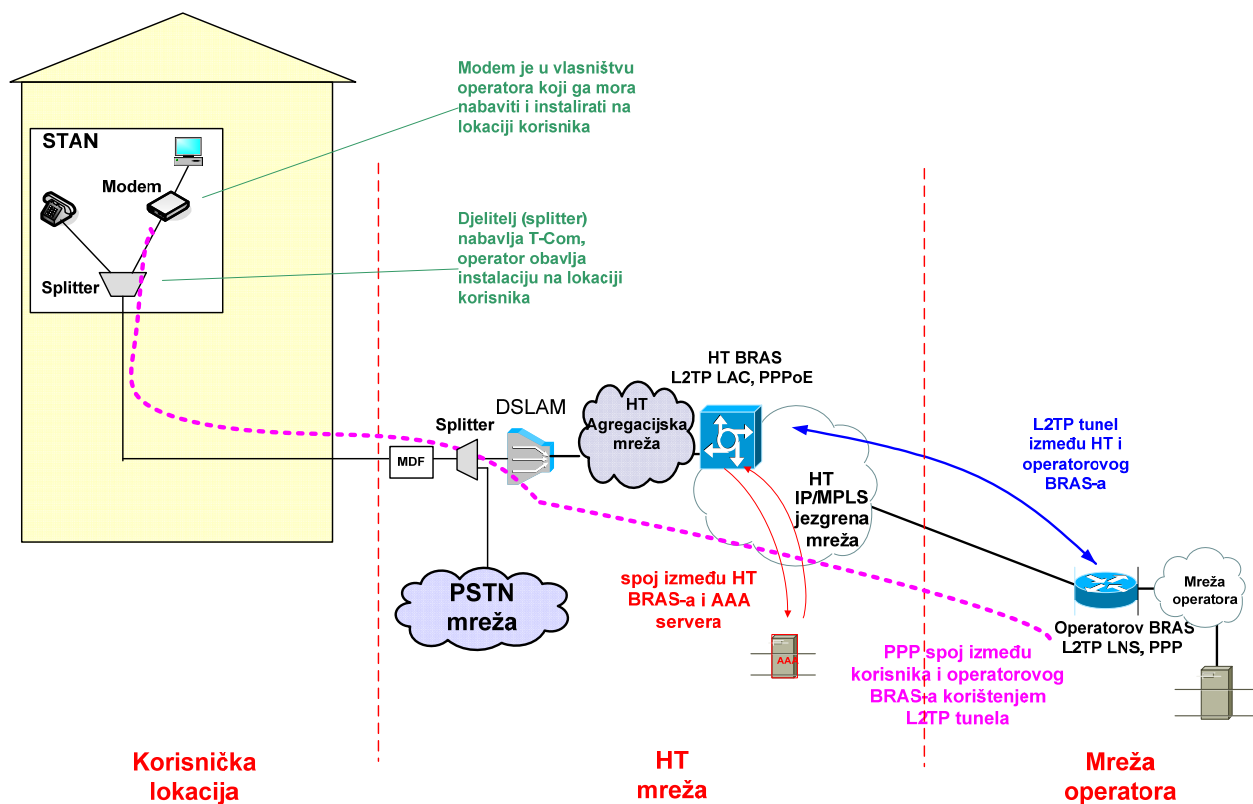 Modem je u vlasništvu
operatora koji ga mora
nabaviti i instalirati na
lokaciji korisnika
STAN
Modem
Djelitelj (splitter)
nabavlja T-Com,
operator obavlja
instalaciju na lokaciji
korisnika
Splitter
HT BRAS
L2TP LAC, PPPoE
DSLAM
HT
Agregacijska
mreža
Splitter
MDF
L2TP tunel
između HT i
operatorovog
BRAS-a
HT
IP/MPLS
jezgrena
mreža
PSTN
mreža
spoj između HT
BRAS-a i AAA
servera
AAA
Mreža
operatora
Operatorov BRAS
L2TP LNS, PPP
PPP spoj između
korisnika i operatorovog
BRAS-a korištenjem
L2TP tunela
Korisnička
lokacija
HT
mreža
Mreža
operatora